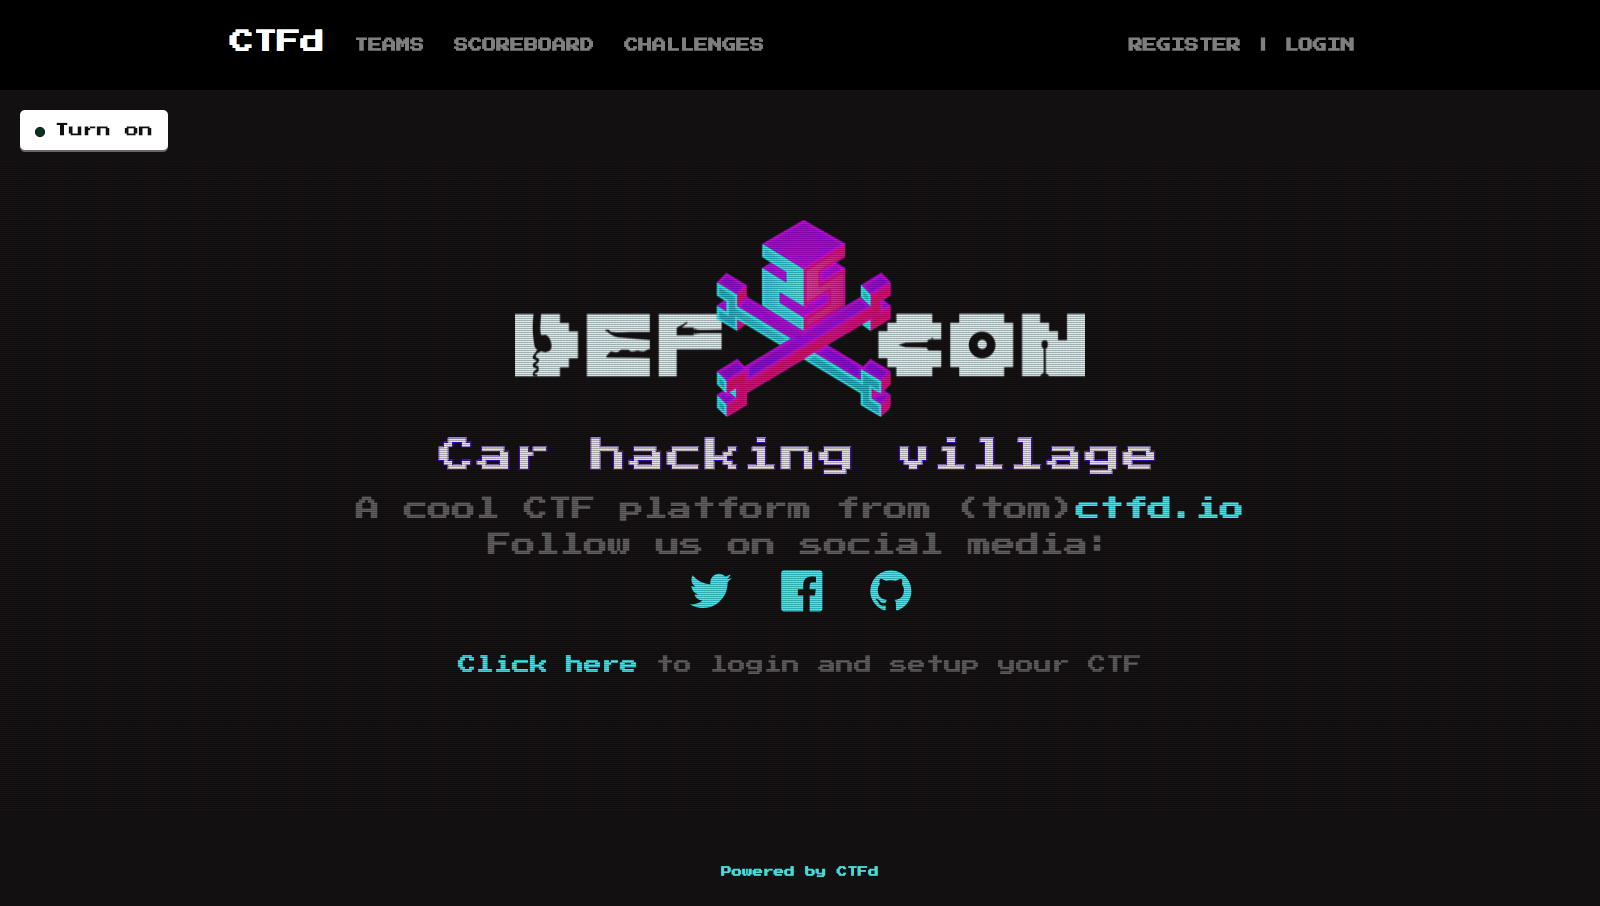 CTFd TEAMS SCOREBOARD CHALLENGES REGISTER | LOGIN
Turn on
DEF CON
Car hacking village
A cool CTF platform from (tom)ctfd.io
Follow us on social media:
Click here to login and setup your CTF
Powered by CTFd